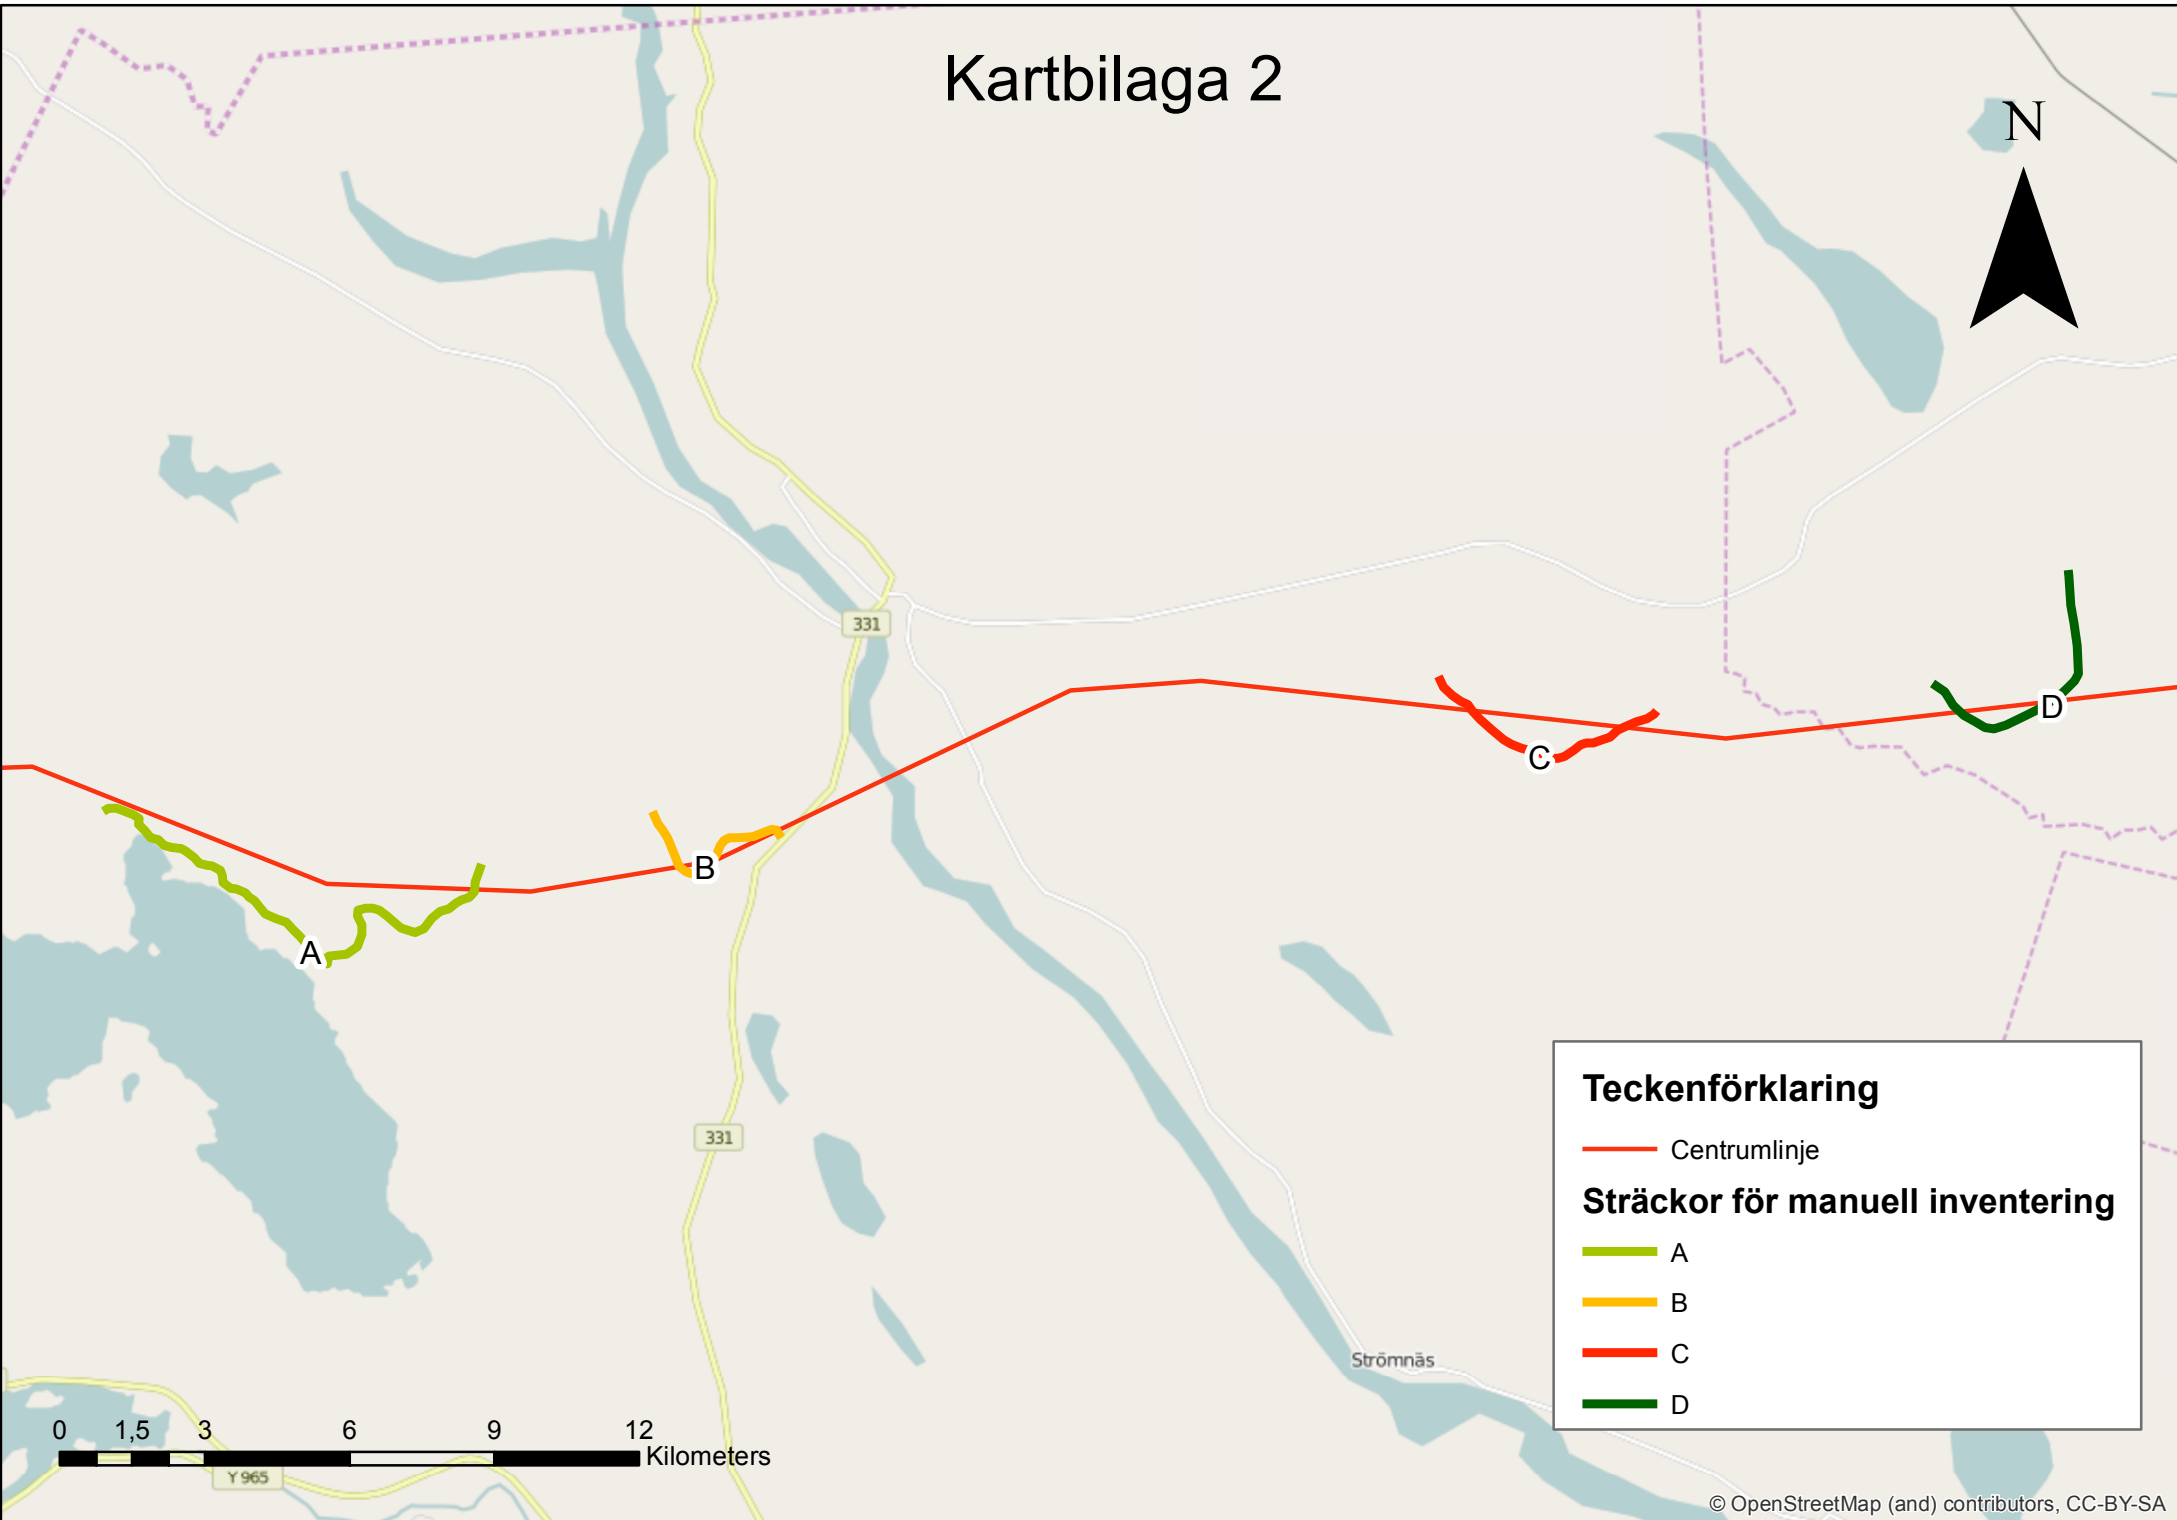 Kartbilaga 2
N
331
D
C
B
A
331
Teckenförklaring
Centrumlinje
Sträckor för manuell inventering
A
B
C
D
Strömnäs
0 1,5 3 6 9 12
Kilometers
Y 965
© OpenStreetMap (and) contributors, CC-BY-SA